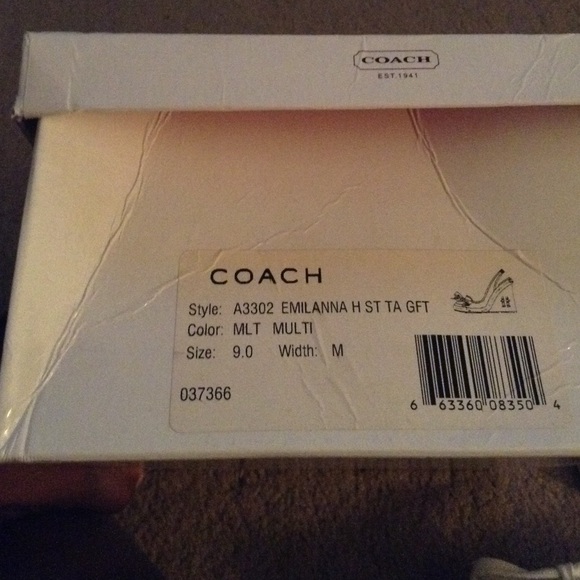 COACH
EST.1941
COACH
Style: A3302 EMILANNA H ST TA GFT
Color: MLT MULTI
Size: 9.0 Width: M
037366
6 63360 08350 4